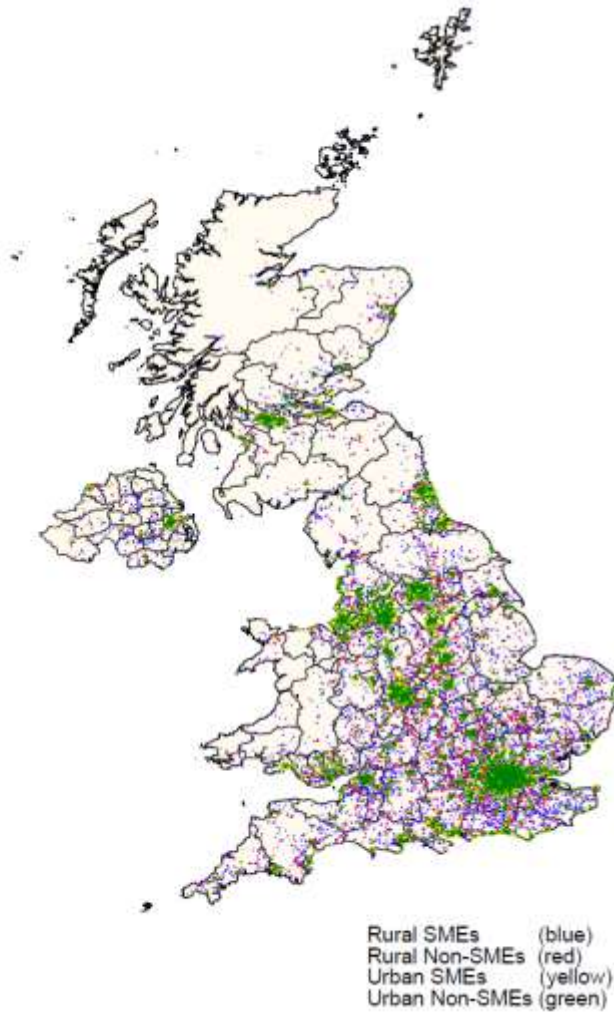 Rural SMEs (blue)
Rural Non-SMEs (red)
Urban SMEs (yellow)
Urban Non-SMEs (green)